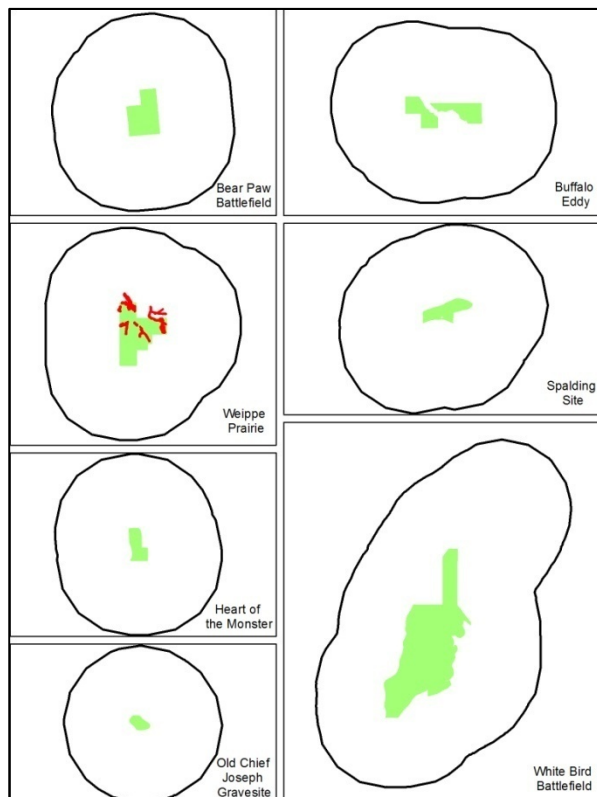 Bear Paw
Battlefield
Buffalo
Eddy
Weippe
Prairie
Spalding
Site
Heart of
the Monster
Old Chief
Joseph
Gravesite
White Bird
Battlefield